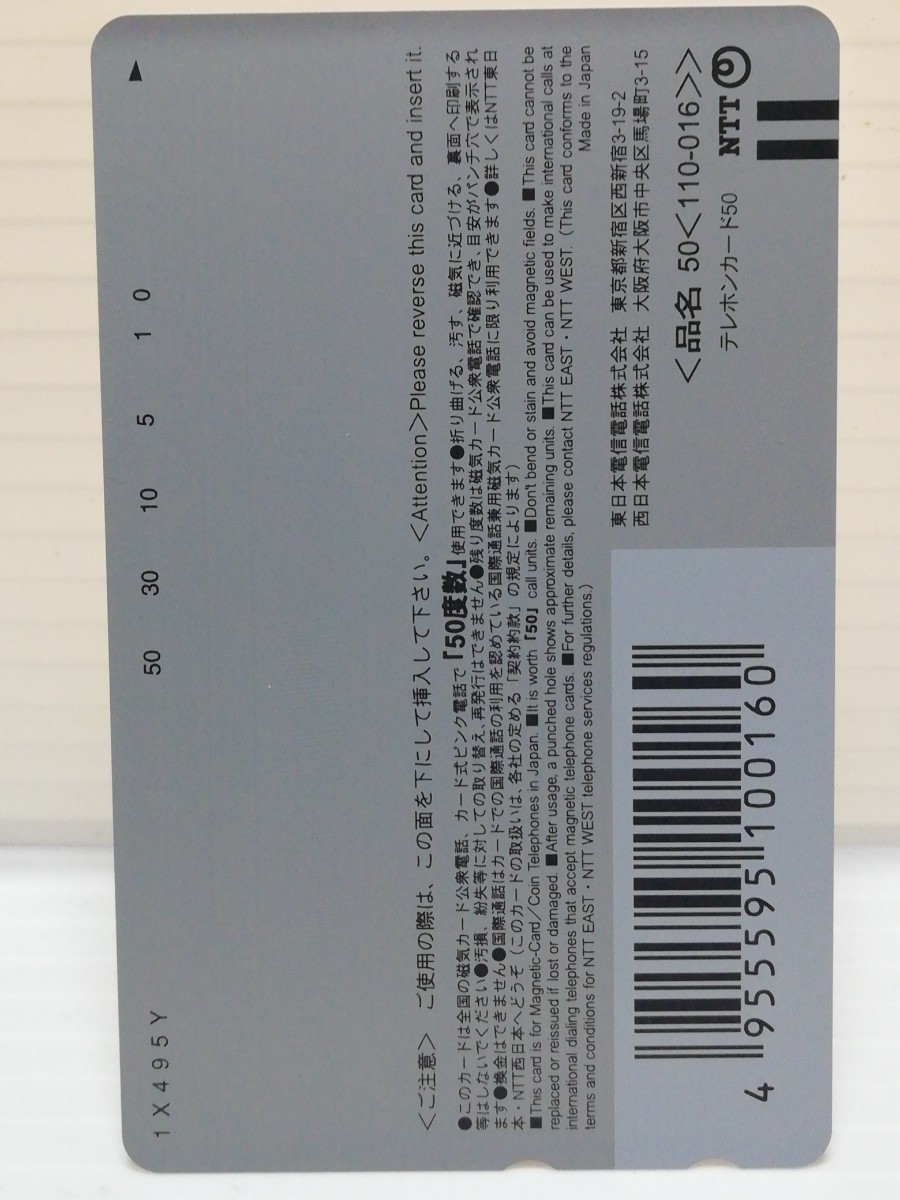 1X495Y
50 30 10 5 1 0
＜ご注意＞ ご使用の際は、この面を下にして挿入して下さい。＜Attention＞Please reverse this card and insert it.
●このカードは全国の磁気カード公衆電話、カード式ピンク電話で「50度数」使用できます●折り曲げる、汚す、磁気に近づける、裏面へ印刷する
等はしないでください●汚損、紛失等に対しての取り替え、再発行はできません●残り度数は磁気カード公衆電話で確認でき、目安がパンチ穴で表示され
ます●換金はできません●国際通話はカードでの国際通話の利用を認めている国際通話兼用磁気カード公衆電話に限り利用できます●詳しくはNTT東日
本・NTT西日本へどうぞ（このカードの取扱いは、各社の定める「契約約款」の規定によります）
■This card is for Magnetic-Card／Coin Telephones in Japan. ■It is worth「50」call units. ■Don't bend or stain and avoid magnetic fields. ■This card cannot be
replaced or reissued if lost or damaged. ■After usage, a punched hole shows approximate remaining units. ■This card can be used to make international calls at
international dialing telephones that accept magnetic telephone cards. ■For further details, please contact NTT EAST・NTT WEST. (This card conforms to the
terms and conditions for NTT EAST・NTT WEST telephone services regulations.)
Made in Japan
東日本電信電話株式会社 東京都新宿区西新宿3-19-2
西日本電信電話株式会社 大阪府大阪市中央区馬場町3-15
＜品名 50＜110-016＞＞
テレホンカード50 NTT
4 955595 100160